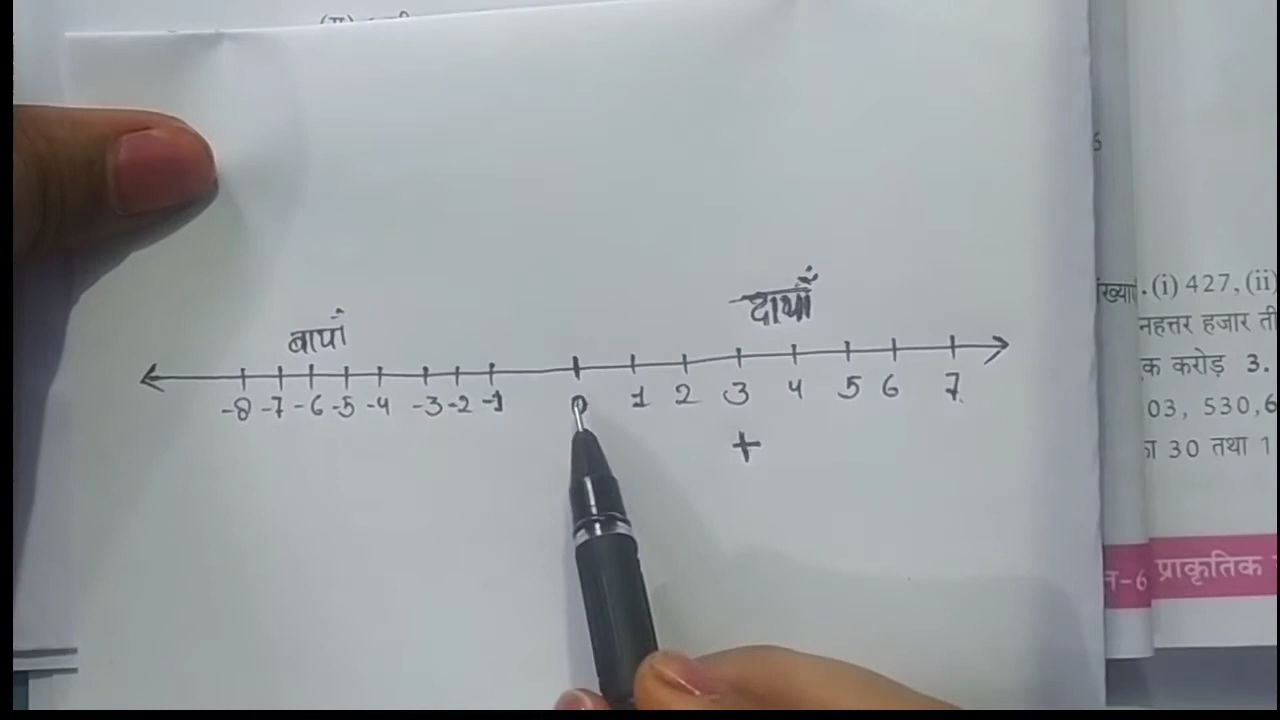 दायाँ
बायाँ
-8 -7 -6 -5 -4 -3 -2 -1 0 1 2 3 4 5 6 7
+
(i) 427, (ii)
नहत्तर हजार ती
क करोड़ 3.
03, 530,6
30 तथा 1
-6 प्राकृतिक